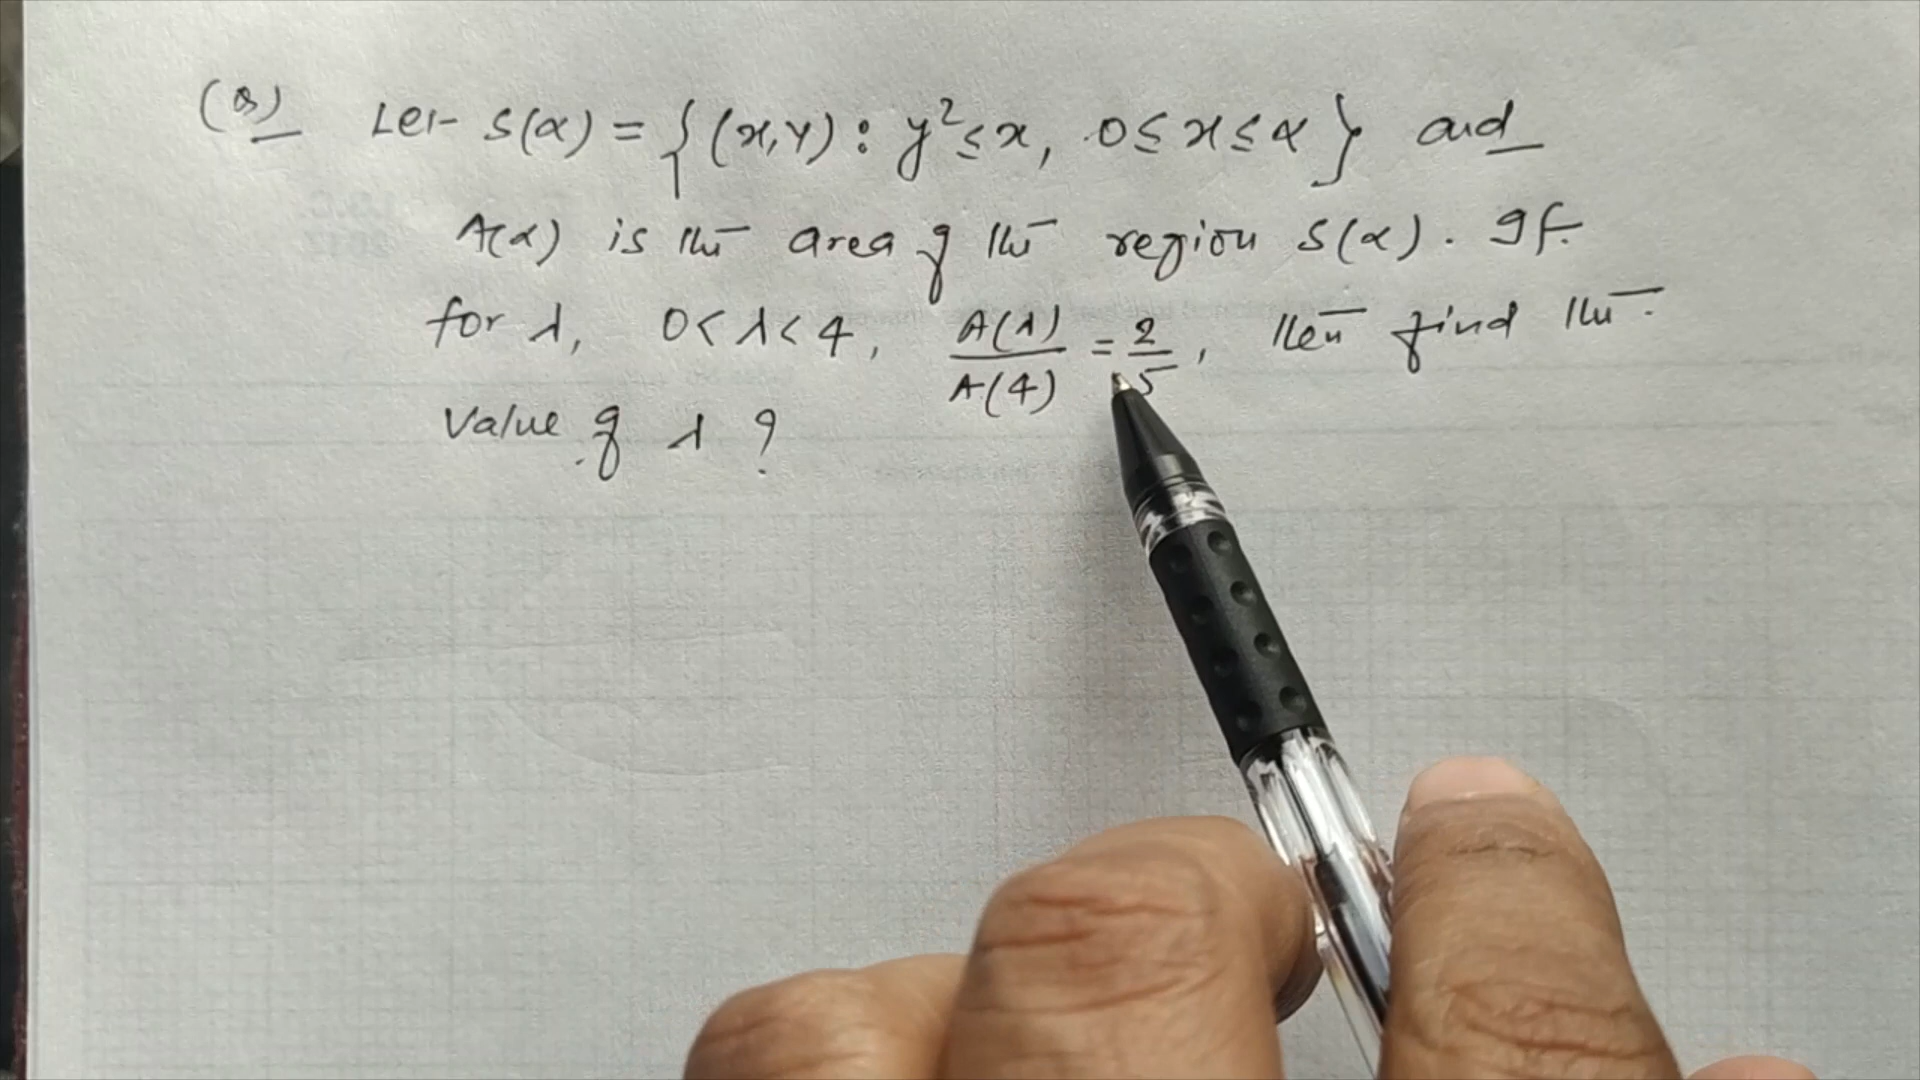 (Q) Let S(α) = {(x,y) : y² ≤ x, 0 ≤ x ≤ α} and
A(α) is the area of the region S(α). If
for λ, 0 < λ < 4, A(λ)/A(4) = 2/5, then find the
value of λ ?